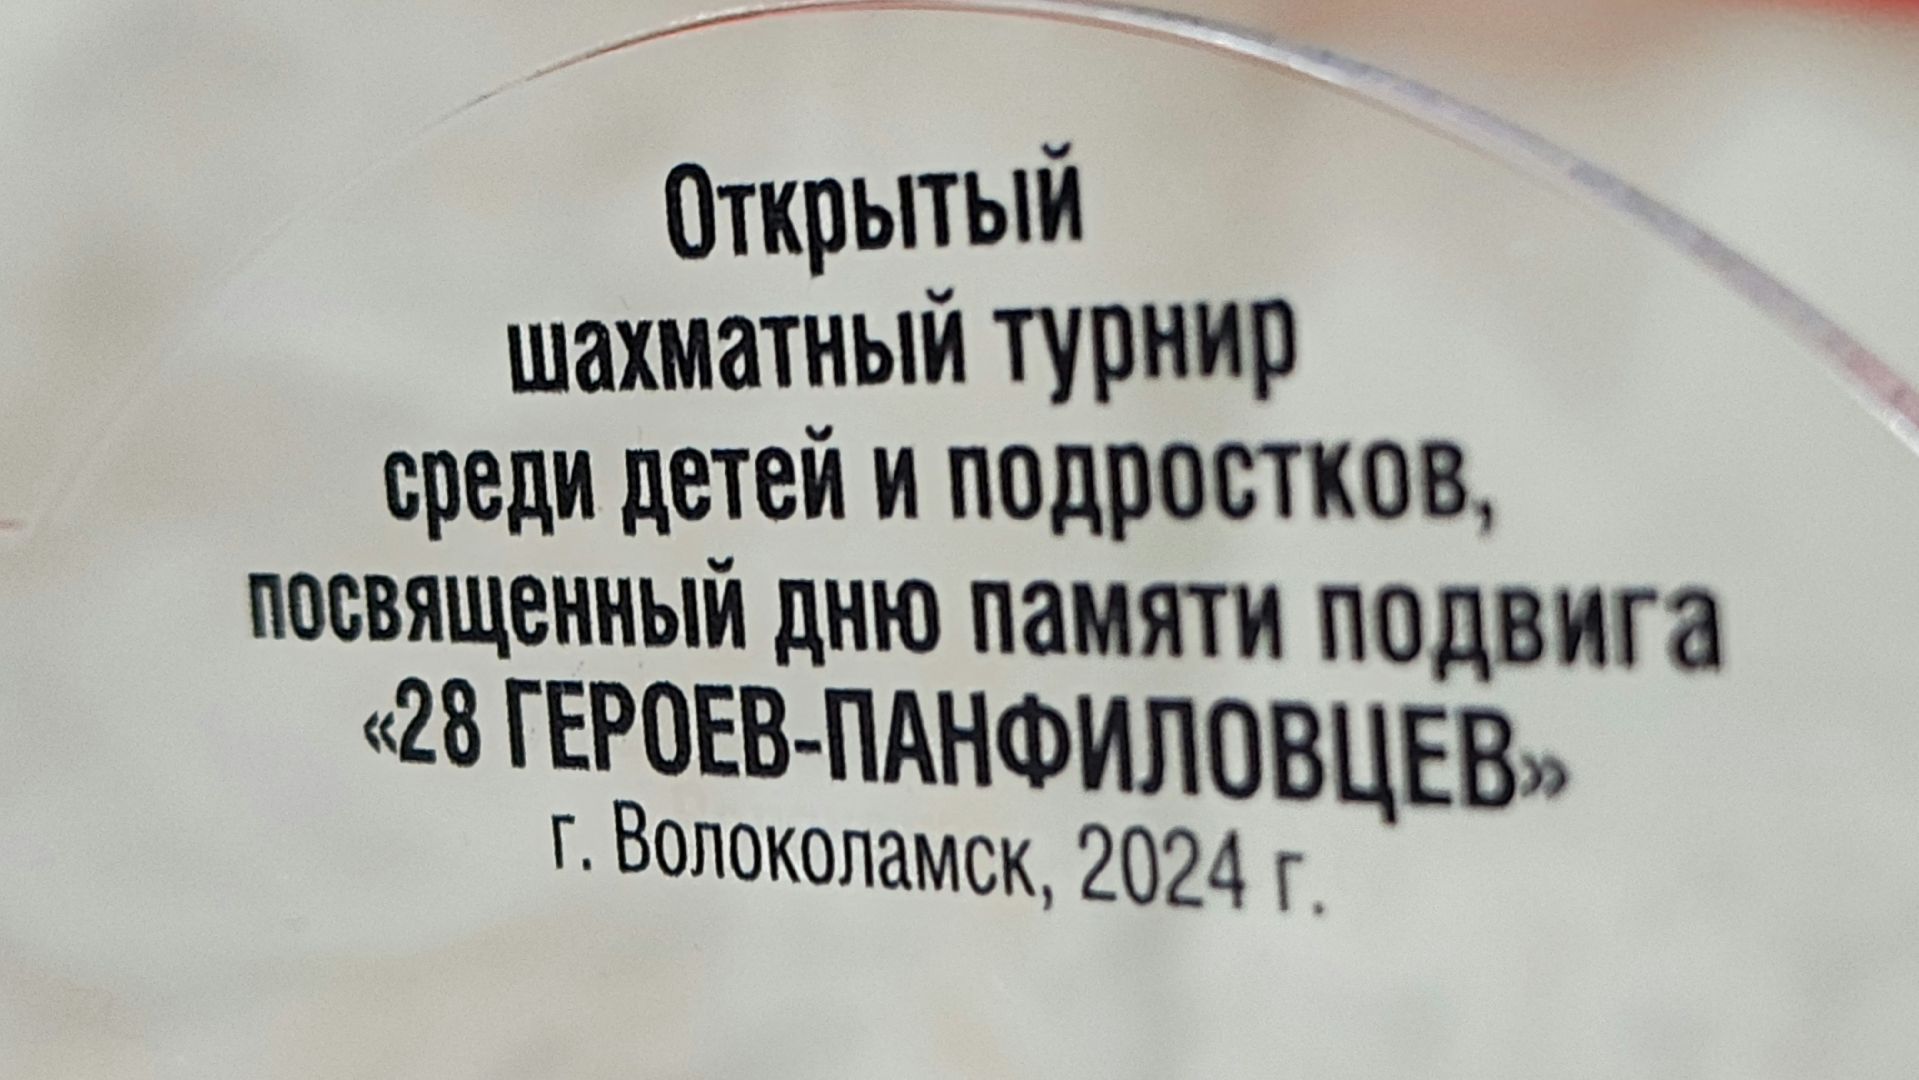 Открытый
шахматный турнир
среди детей и подростков,
посвященный дню памяти подвига
«28 ГЕРОЕВ-ПАНФИЛОВЦЕВ»
г. Волоколамск, 2024 г.